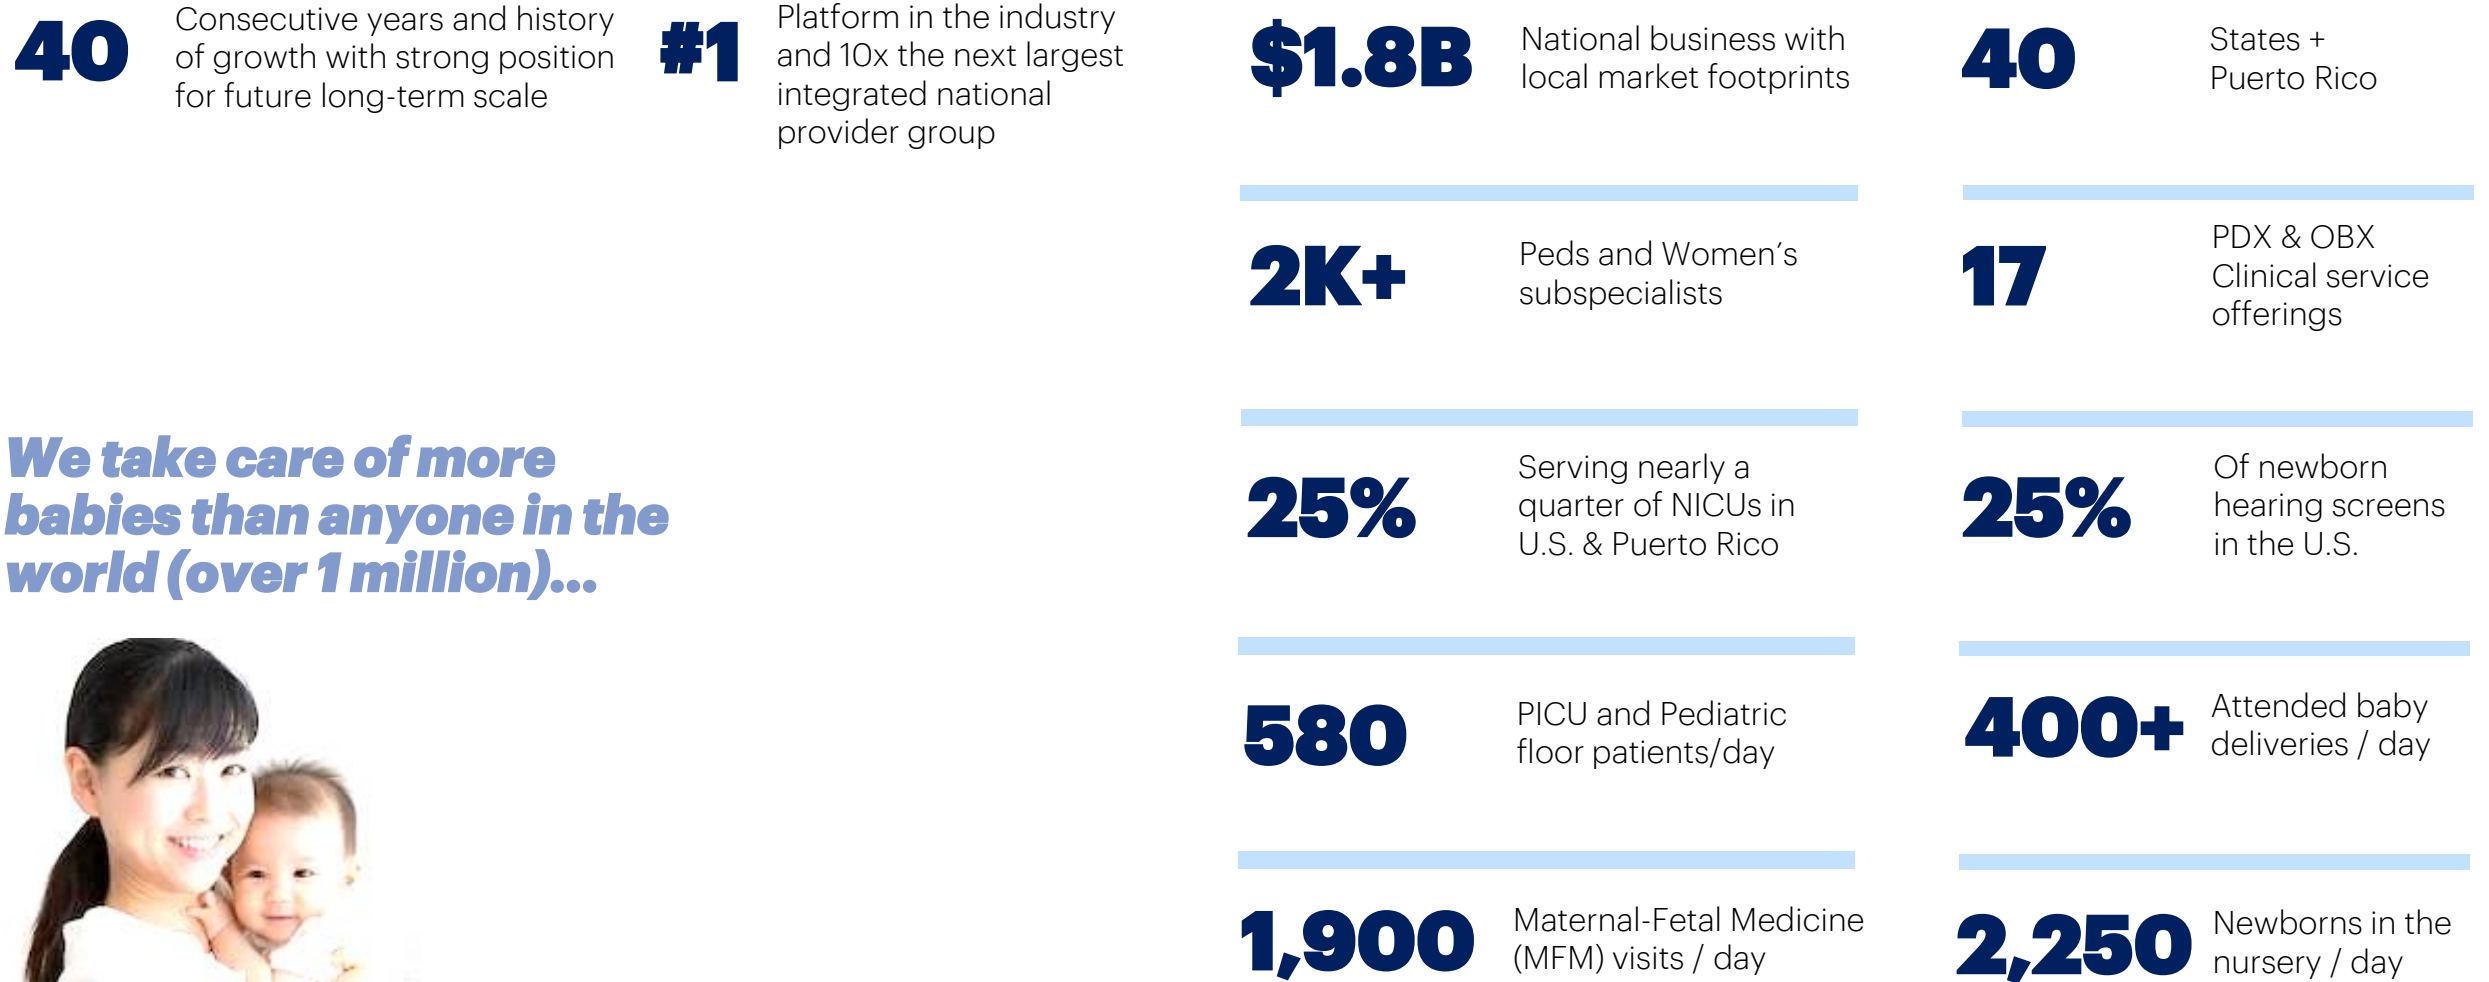 40
Consecutive years and history
of growth with strong position
for future long-term scale
#1
Platform in the industry
and 10x the next largest
integrated national
provider group
We take care of more
babies than anyone in the
world (over 1 million)...
$1.8B
National business with
local market footprints
40
States +
Puerto Rico
2K+
Peds and Women’s
subspecialists
17
PDX & OBX
Clinical service
offerings
25%
Serving nearly a
quarter of NICUs in
U.S. & Puerto Rico
25%
Of newborn
hearing screens
in the U.S.
580
PICU and Pediatric
floor patients/day
400+
Attended baby
deliveries / day
1,900
Maternal-Fetal Medicine
(MFM) visits / day
2,250
Newborns in the
nursery / day